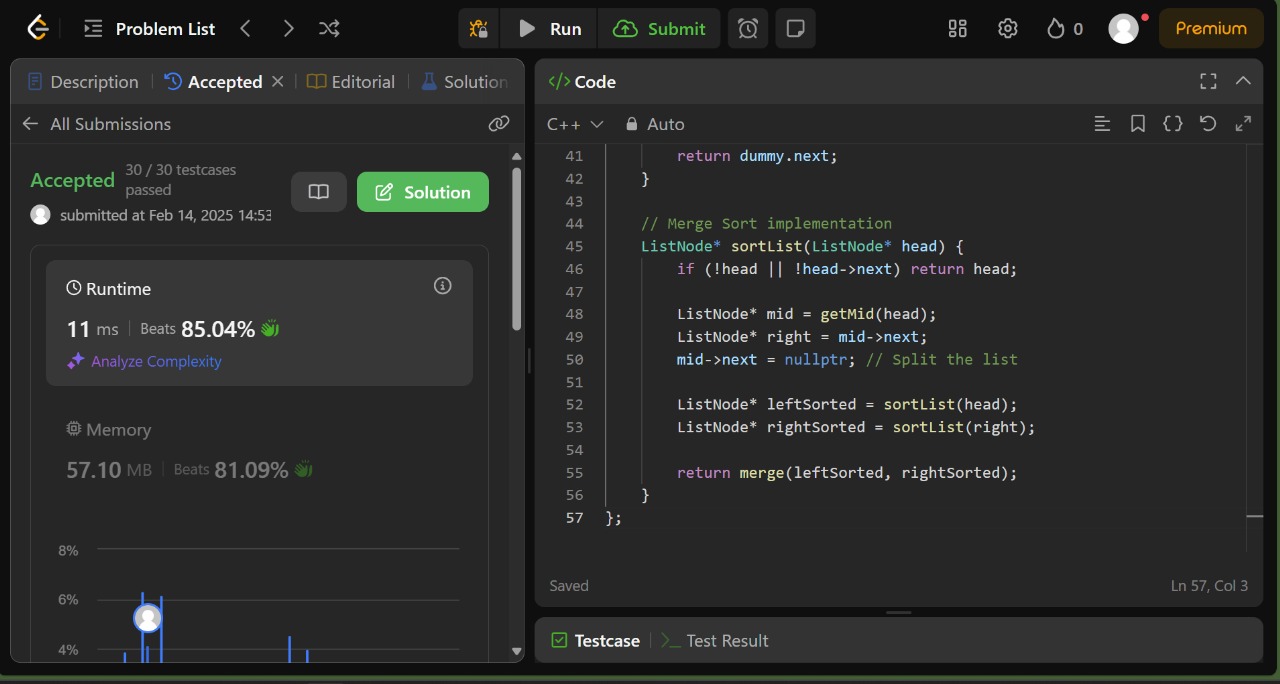 Problem List
Run
Submit
0
Premium
Description
Accepted
Editorial
Solution
All Submissions
Accepted
30 / 30 testcases
passed
submitted at Feb 14, 2025 14:53
Solution
Runtime
11 ms
Beats 85.04%
Analyze Complexity
Memory
57.10 MB
Beats 81.09%
8%
6%
4%
</> Code
C++
Auto
41 return dummy.next;
42 }
43
44 // Merge Sort implementation
45 ListNode* sortList(ListNode* head) {
46 if (!head || !head->next) return head;
47
48 ListNode* mid = getMid(head);
49 ListNode* right = mid->next;
50 mid->next = nullptr; // Split the list
51
52 ListNode* leftSorted = sortList(head);
53 ListNode* rightSorted = sortList(right);
54
55 return merge(leftSorted, rightSorted);
56 }
57 };
Saved
Ln 57, Col 3
Testcase
Test Result